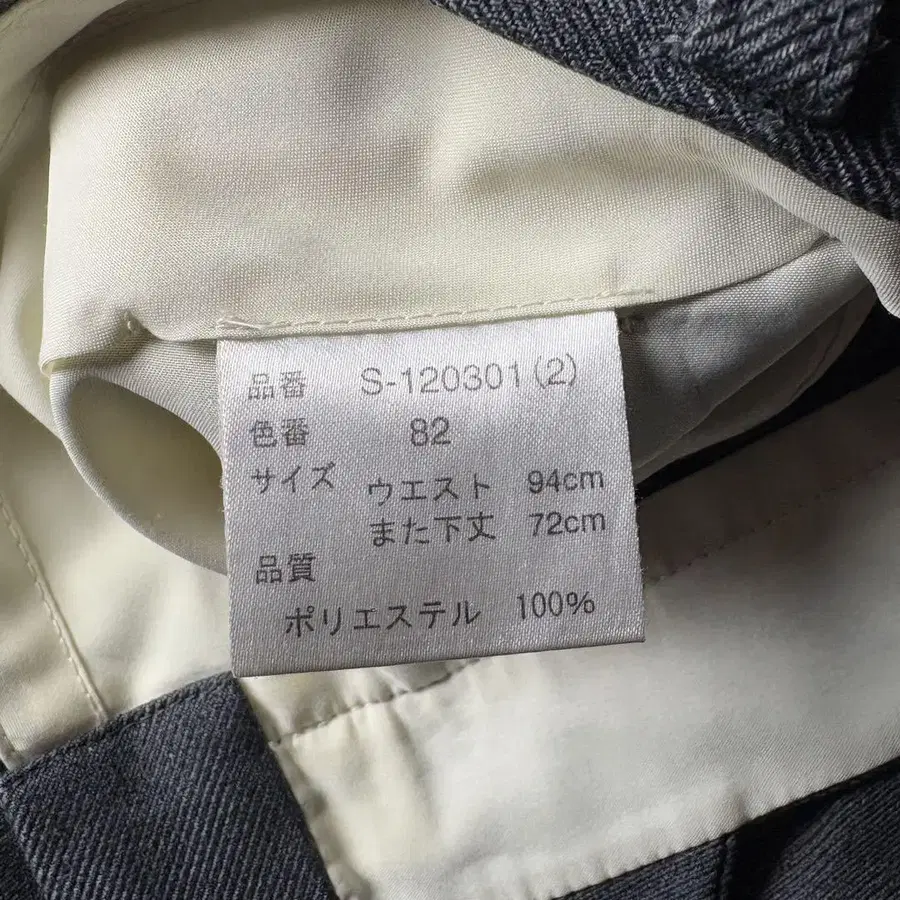 品番 S-120301(2)
色番 82
サイズ ウエスト 94cm
また下丈 72cm
品質
ポリエステル 100%